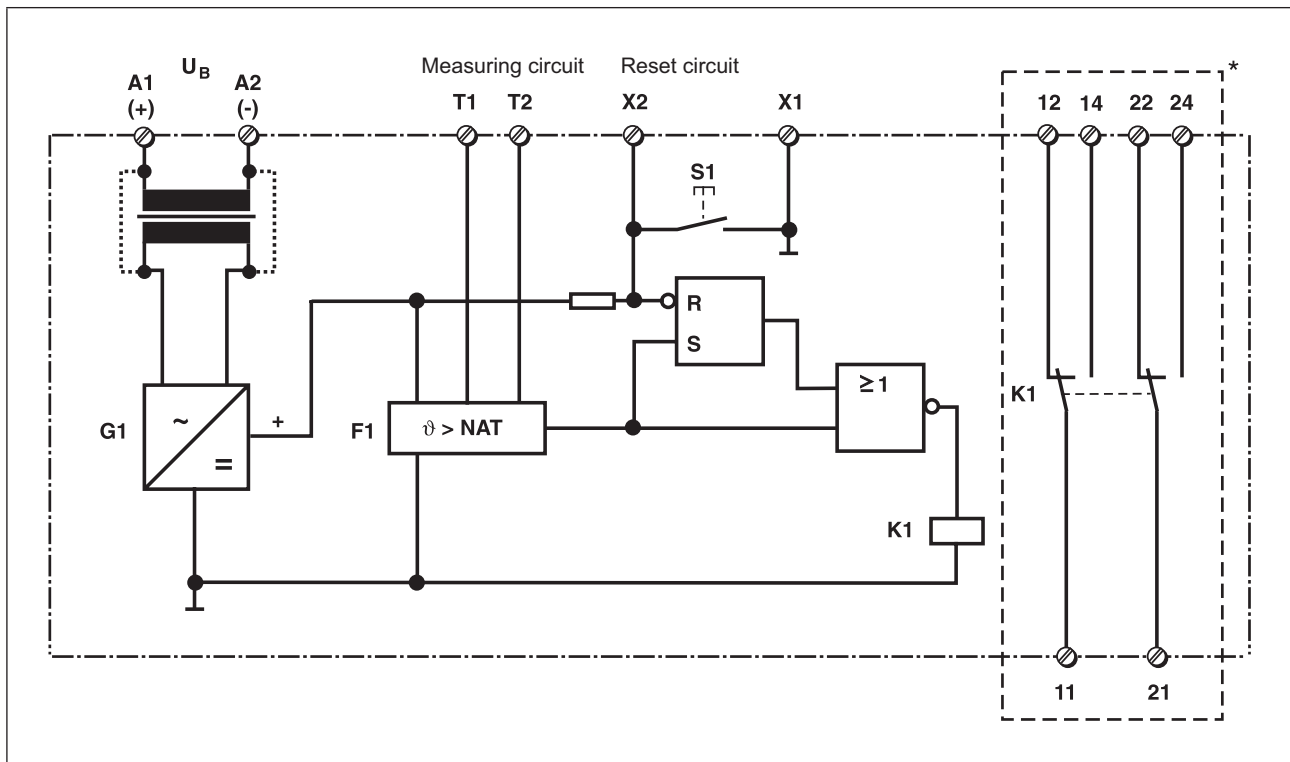 U B
A1 A2
(+) (-)
Measuring circuit Reset circuit
T1 T2 X2 X1
*
12 14 22 24
S1
R
S
≥ 1
G1
~
=
+
F1
ϑ > NAT
K1
K1
11 21